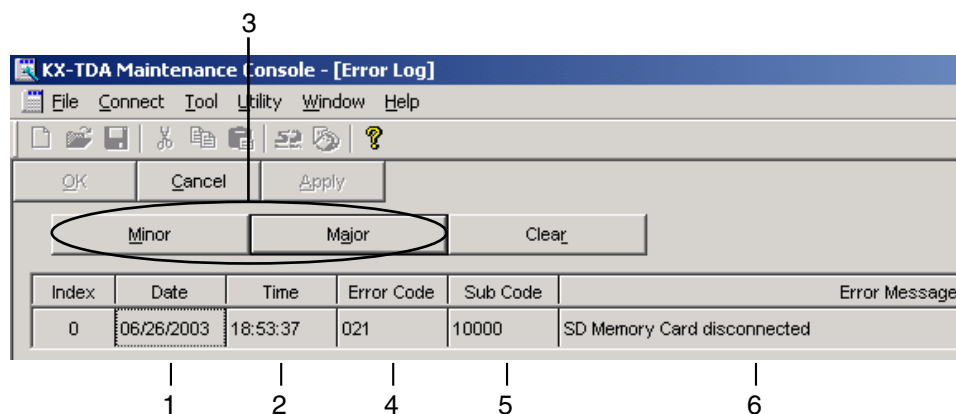 3
KX-TDA Maintenance Console - [Error Log]
File Connect Tool Utility Window Help
OK Cancel Apply
Minor Major Clear
Index Date Time Error Code Sub Code Error Message
0 06/26/2003 18:53:37 021 10000 SD Memory Card disconnected
1 2 4 5 6